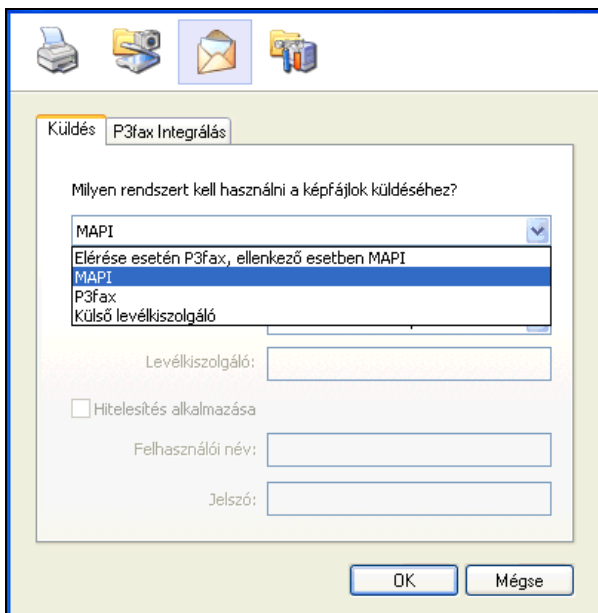 Küldés P3fax Integrálás
Milyen rendszert kell használni a képfájlok küldéséhez?
MAPI
Elérése esetén P3fax, ellenkező esetben MAPI
MAPI
P3fax
Külső levélkiszolgáló
Levélkiszolgáló:
Hitelesítés alkalmazása
Felhasználói név:
Jelszó:
OK Mégse